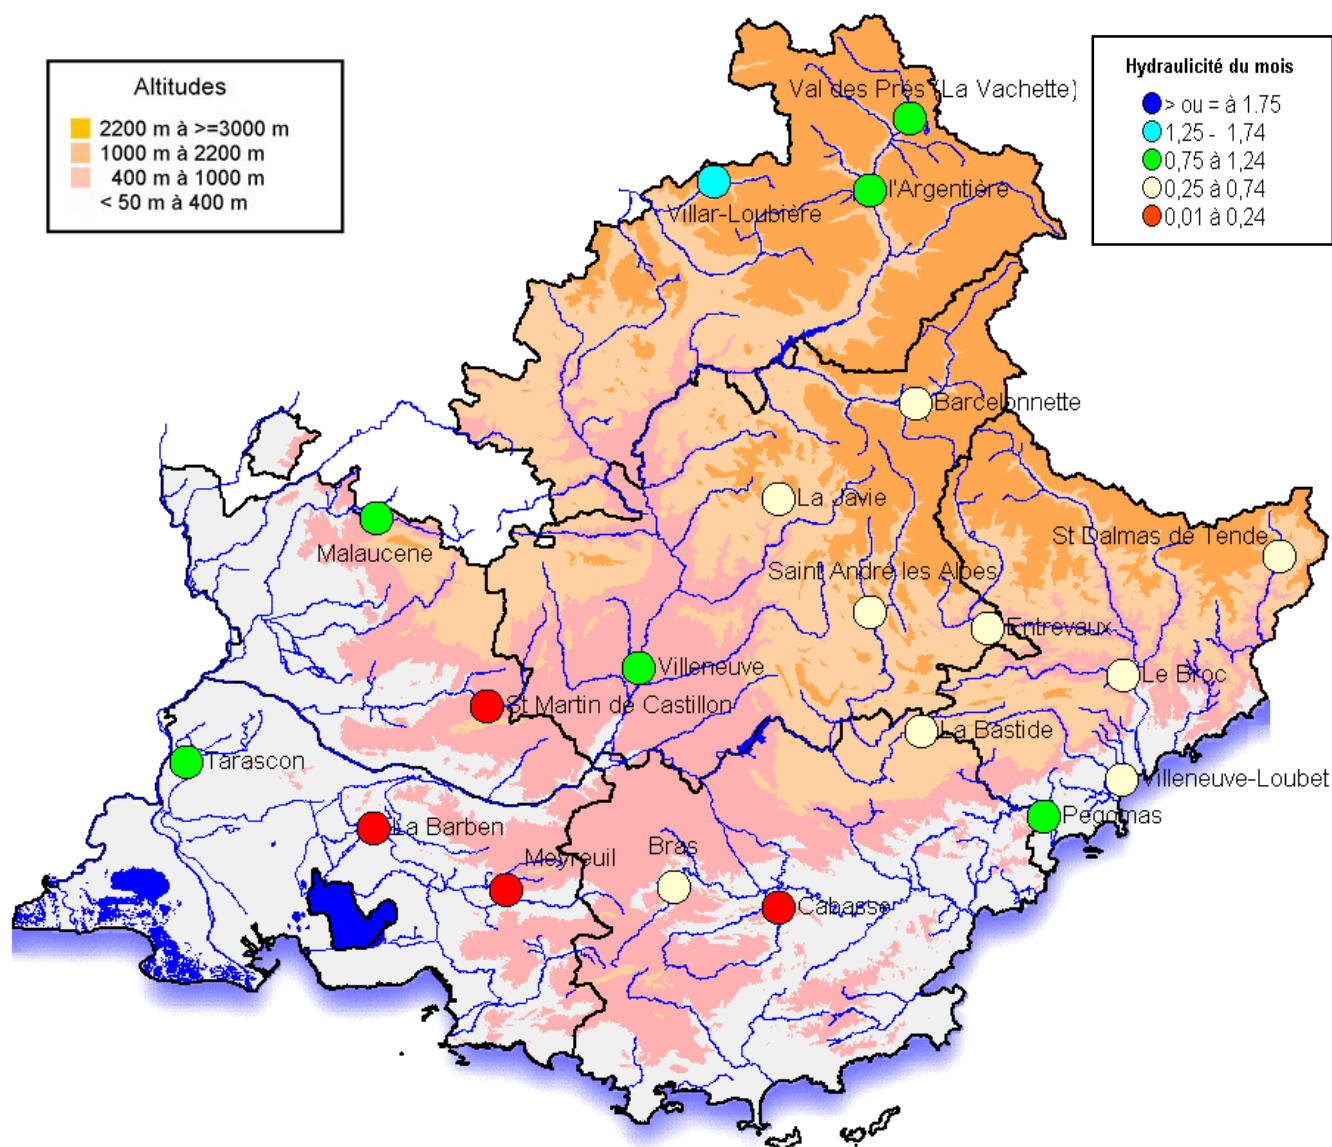 Altitudes
2200 m à >=3000 m
1000 m à 2200 m
400 m à 1000 m
< 50 m à 400 m
Hydraulicité du mois
> ou = à 1.75
1,25 - 1,74
0,75 à 1,24
0,25 à 0,74
0,01 à 0,24
Val des Prés (La Vachette)
l'Argentière
Villar-Loubière
Barcelonnette
La Javie
St Dalmas de Tende
Malaucene
Saint André les Alpes
Entrevaux
Villeneuve
Le Broc
St Martin de Castillon
La Bastide
Tarascon
Villeneuve-Loubet
Pegomas
La Barben
Meyreuil
Bras
Cabasse